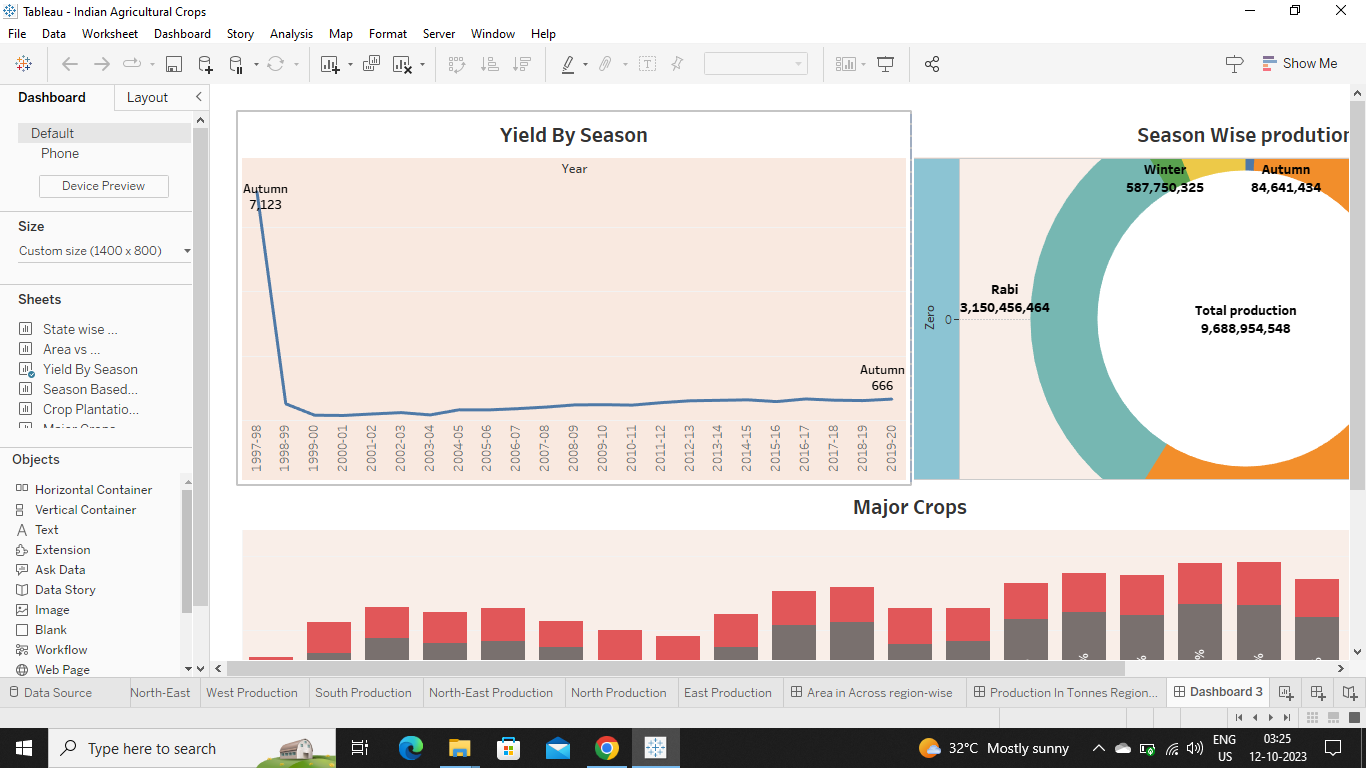 Tableau - Indian Agricultural Crops
File Data Worksheet Dashboard Story Analysis Map Format Server Window Help
Show Me
Dashboard Layout
Default
Phone
Device Preview
Size
Custom size (1400 x 800)
Sheets
State wise ...
Area vs ...
Yield By Season
Season Based...
Crop Plantatio...
Objects
Horizontal Container
Vertical Container
Text
Extension
Ask Data
Data Story
Image
Blank
Workflow
Web Page
Yield By Season
Year
Autumn
7,123
Autumn
666
1997-98
1998-99
1999-00
2000-01
2001-02
2002-03
2003-04
2004-05
2005-06
2006-07
2007-08
2008-09
2009-10
2010-11
2011-12
2012-13
2013-14
2014-15
2015-16
2016-17
2017-18
2018-19
2019-20
Season Wise prodution
Winter
587,750,325
Autumn
84,641,434
Rabi
3,150,456,464
Zero
0
Total production
9,688,954,548
Major Crops
%
%
%
%
Data Source North-East West Production South Production North-East Production North Production East Production Area in Across region-wise Production In Tonnes Region... Dashboard 3
Type here to search
32°C Mostly sunny
ENG
US
03:25
12-10-2023